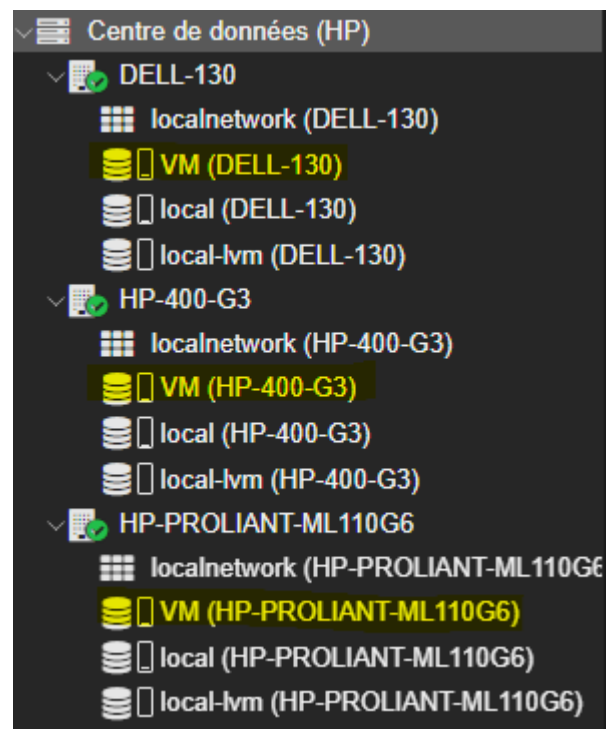 Centre de données (HP)
DELL-130
localnetwork (DELL-130)
VM (DELL-130)
local (DELL-130)
local-lvm (DELL-130)
HP-400-G3
localnetwork (HP-400-G3)
VM (HP-400-G3)
local (HP-400-G3)
local-lvm (HP-400-G3)
HP-PROLIANT-ML110G6
localnetwork (HP-PROLIANT-ML110G6
VM (HP-PROLIANT-ML110G6)
local (HP-PROLIANT-ML110G6)
local-lvm (HP-PROLIANT-ML110G6)